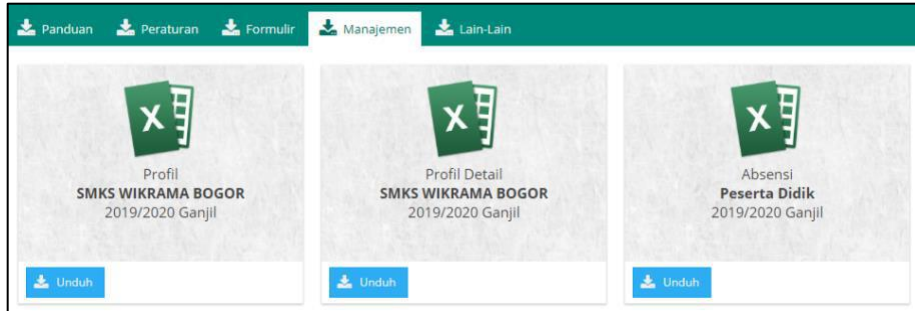 Panduan Peraturan Formulir Manajemen Lain-Lain
X
Profil
SMKS WIKRAMA BOGOR
2019/2020 Ganjil
Unduh
X
Profil Detail
SMKS WIKRAMA BOGOR
2019/2020 Ganjil
Unduh
X
Absensi
Peserta Didik
2019/2020 Ganjil
Unduh